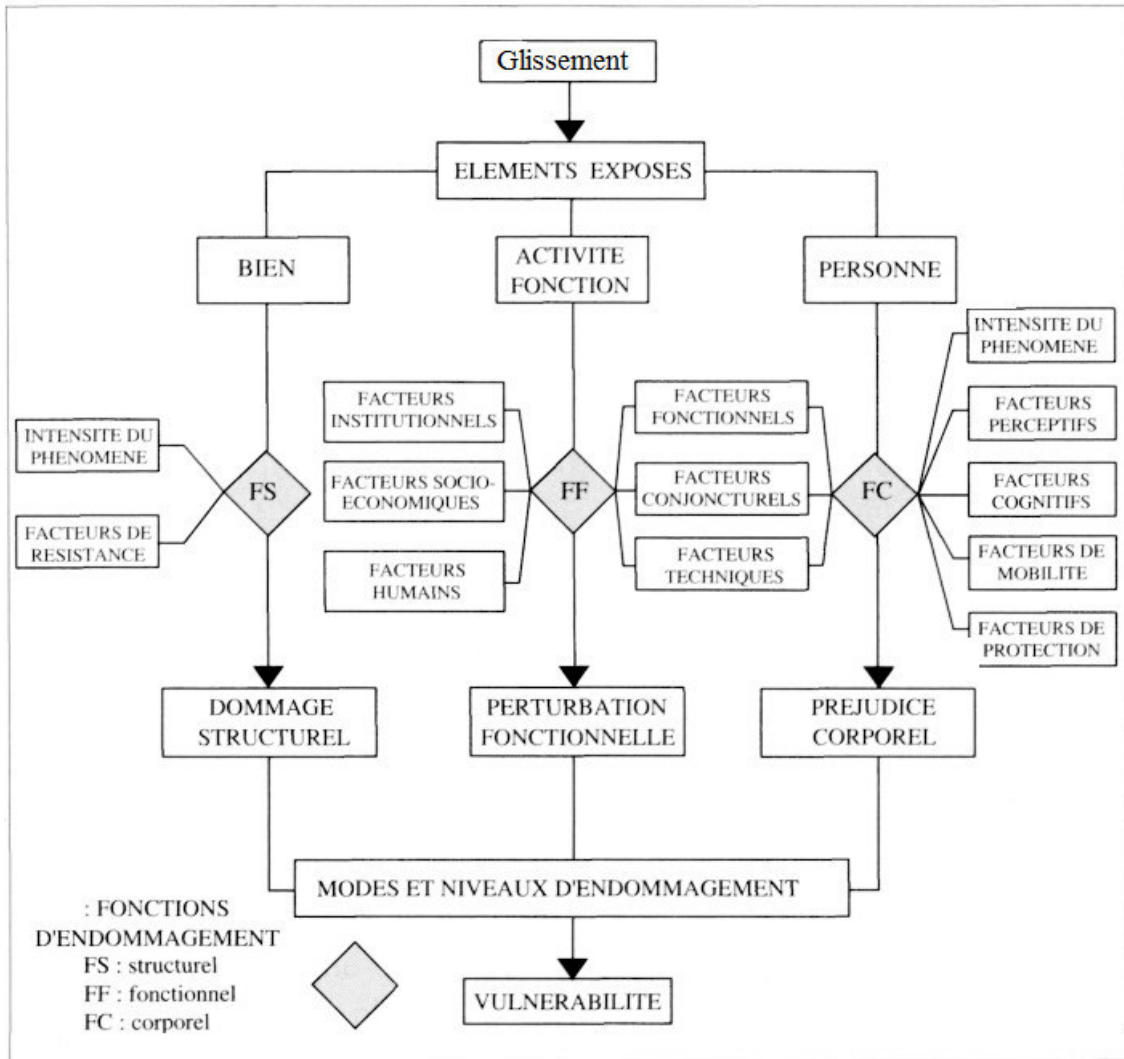 Glissement
ELEMENTS EXPOSES
BIEN
ACTIVITE
FONCTION
PERSONNE
INTENSITE DU
PHENOMENE
FACTEURS DE
RESISTANCE
FS
FACTEURS
INSTITUTIONNELS
FACTEURS SOCIO-
ECONOMIQUES
FACTEURS
HUMAINS
FF
FACTEURS
FONCTIONNELS
FACTEURS
CONJONCTURELS
FACTEURS
TECHNIQUES
FC
INTENSITE DU
PHENOMENE
FACTEURS
PERCEPTIFS
FACTEURS
COGNITIFS
FACTEURS DE
MOBILITE
FACTEURS DE
PROTECTION
DOMMAGE
STRUCTUREL
PERTURBATION
FONCTIONNELLE
PREJUDICE
CORPOREL
MODES ET NIVEAUX D'ENDOMMAGEMENT
: FONCTIONS
D'ENDOMMAGEMENT
FS : structurel
FF : fonctionnel
FC : corporel
VULNERABILITE